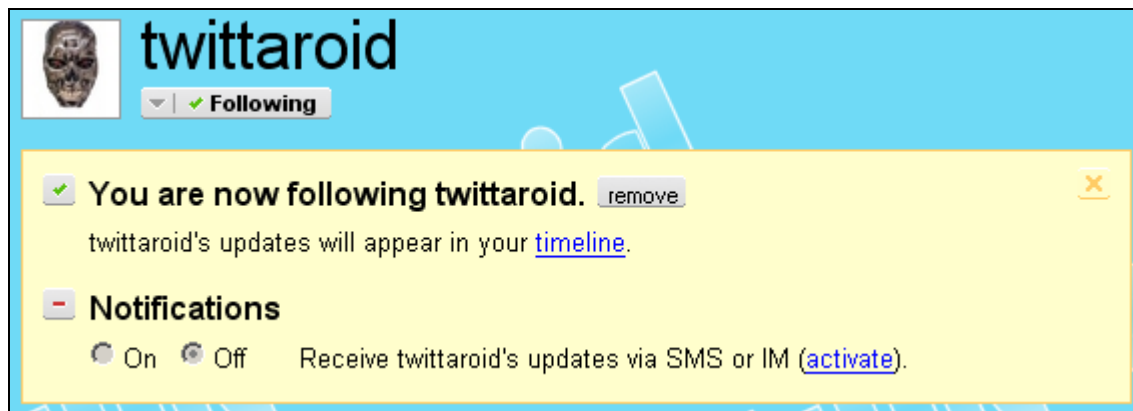 twittaroid
Following
You are now following twittaroid. remove
twittaroid's updates will appear in your timeline.
Notifications
On Off Receive twittaroid's updates via SMS or IM (activate).